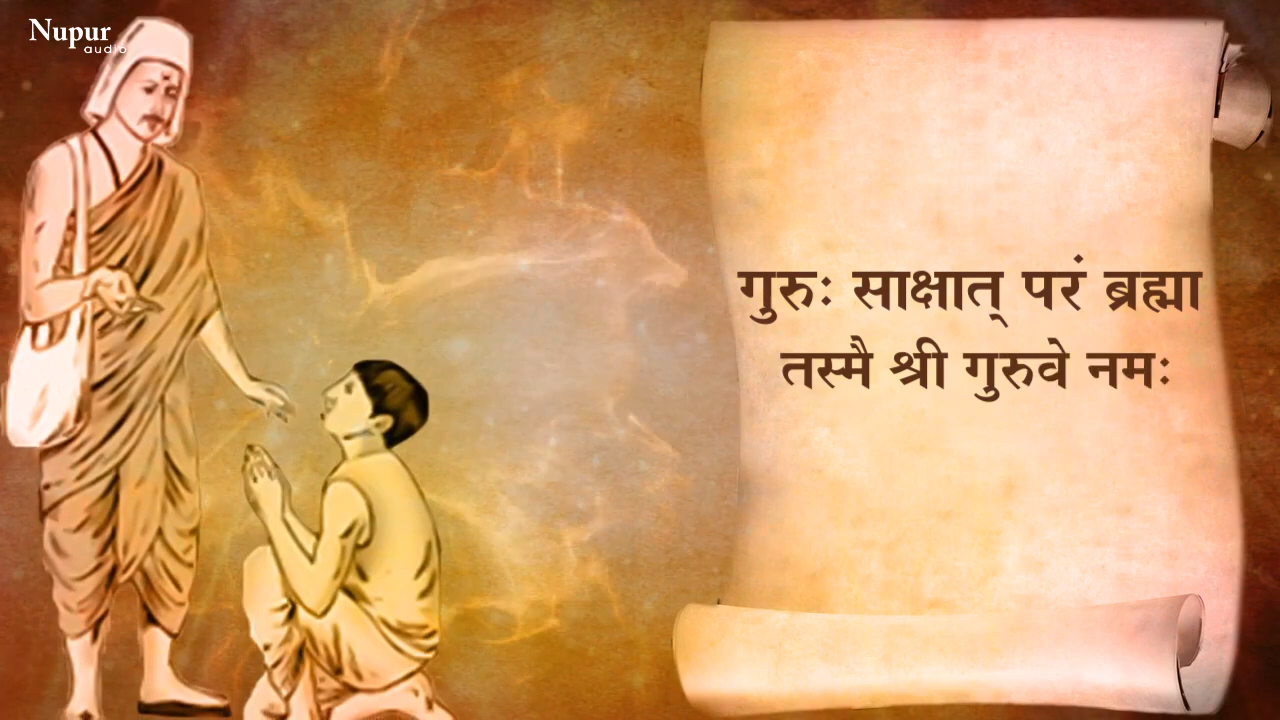 Nupur
audio
गुरुः साक्षात् परं ब्रह्मा
तस्मै श्री गुरुवे नमः